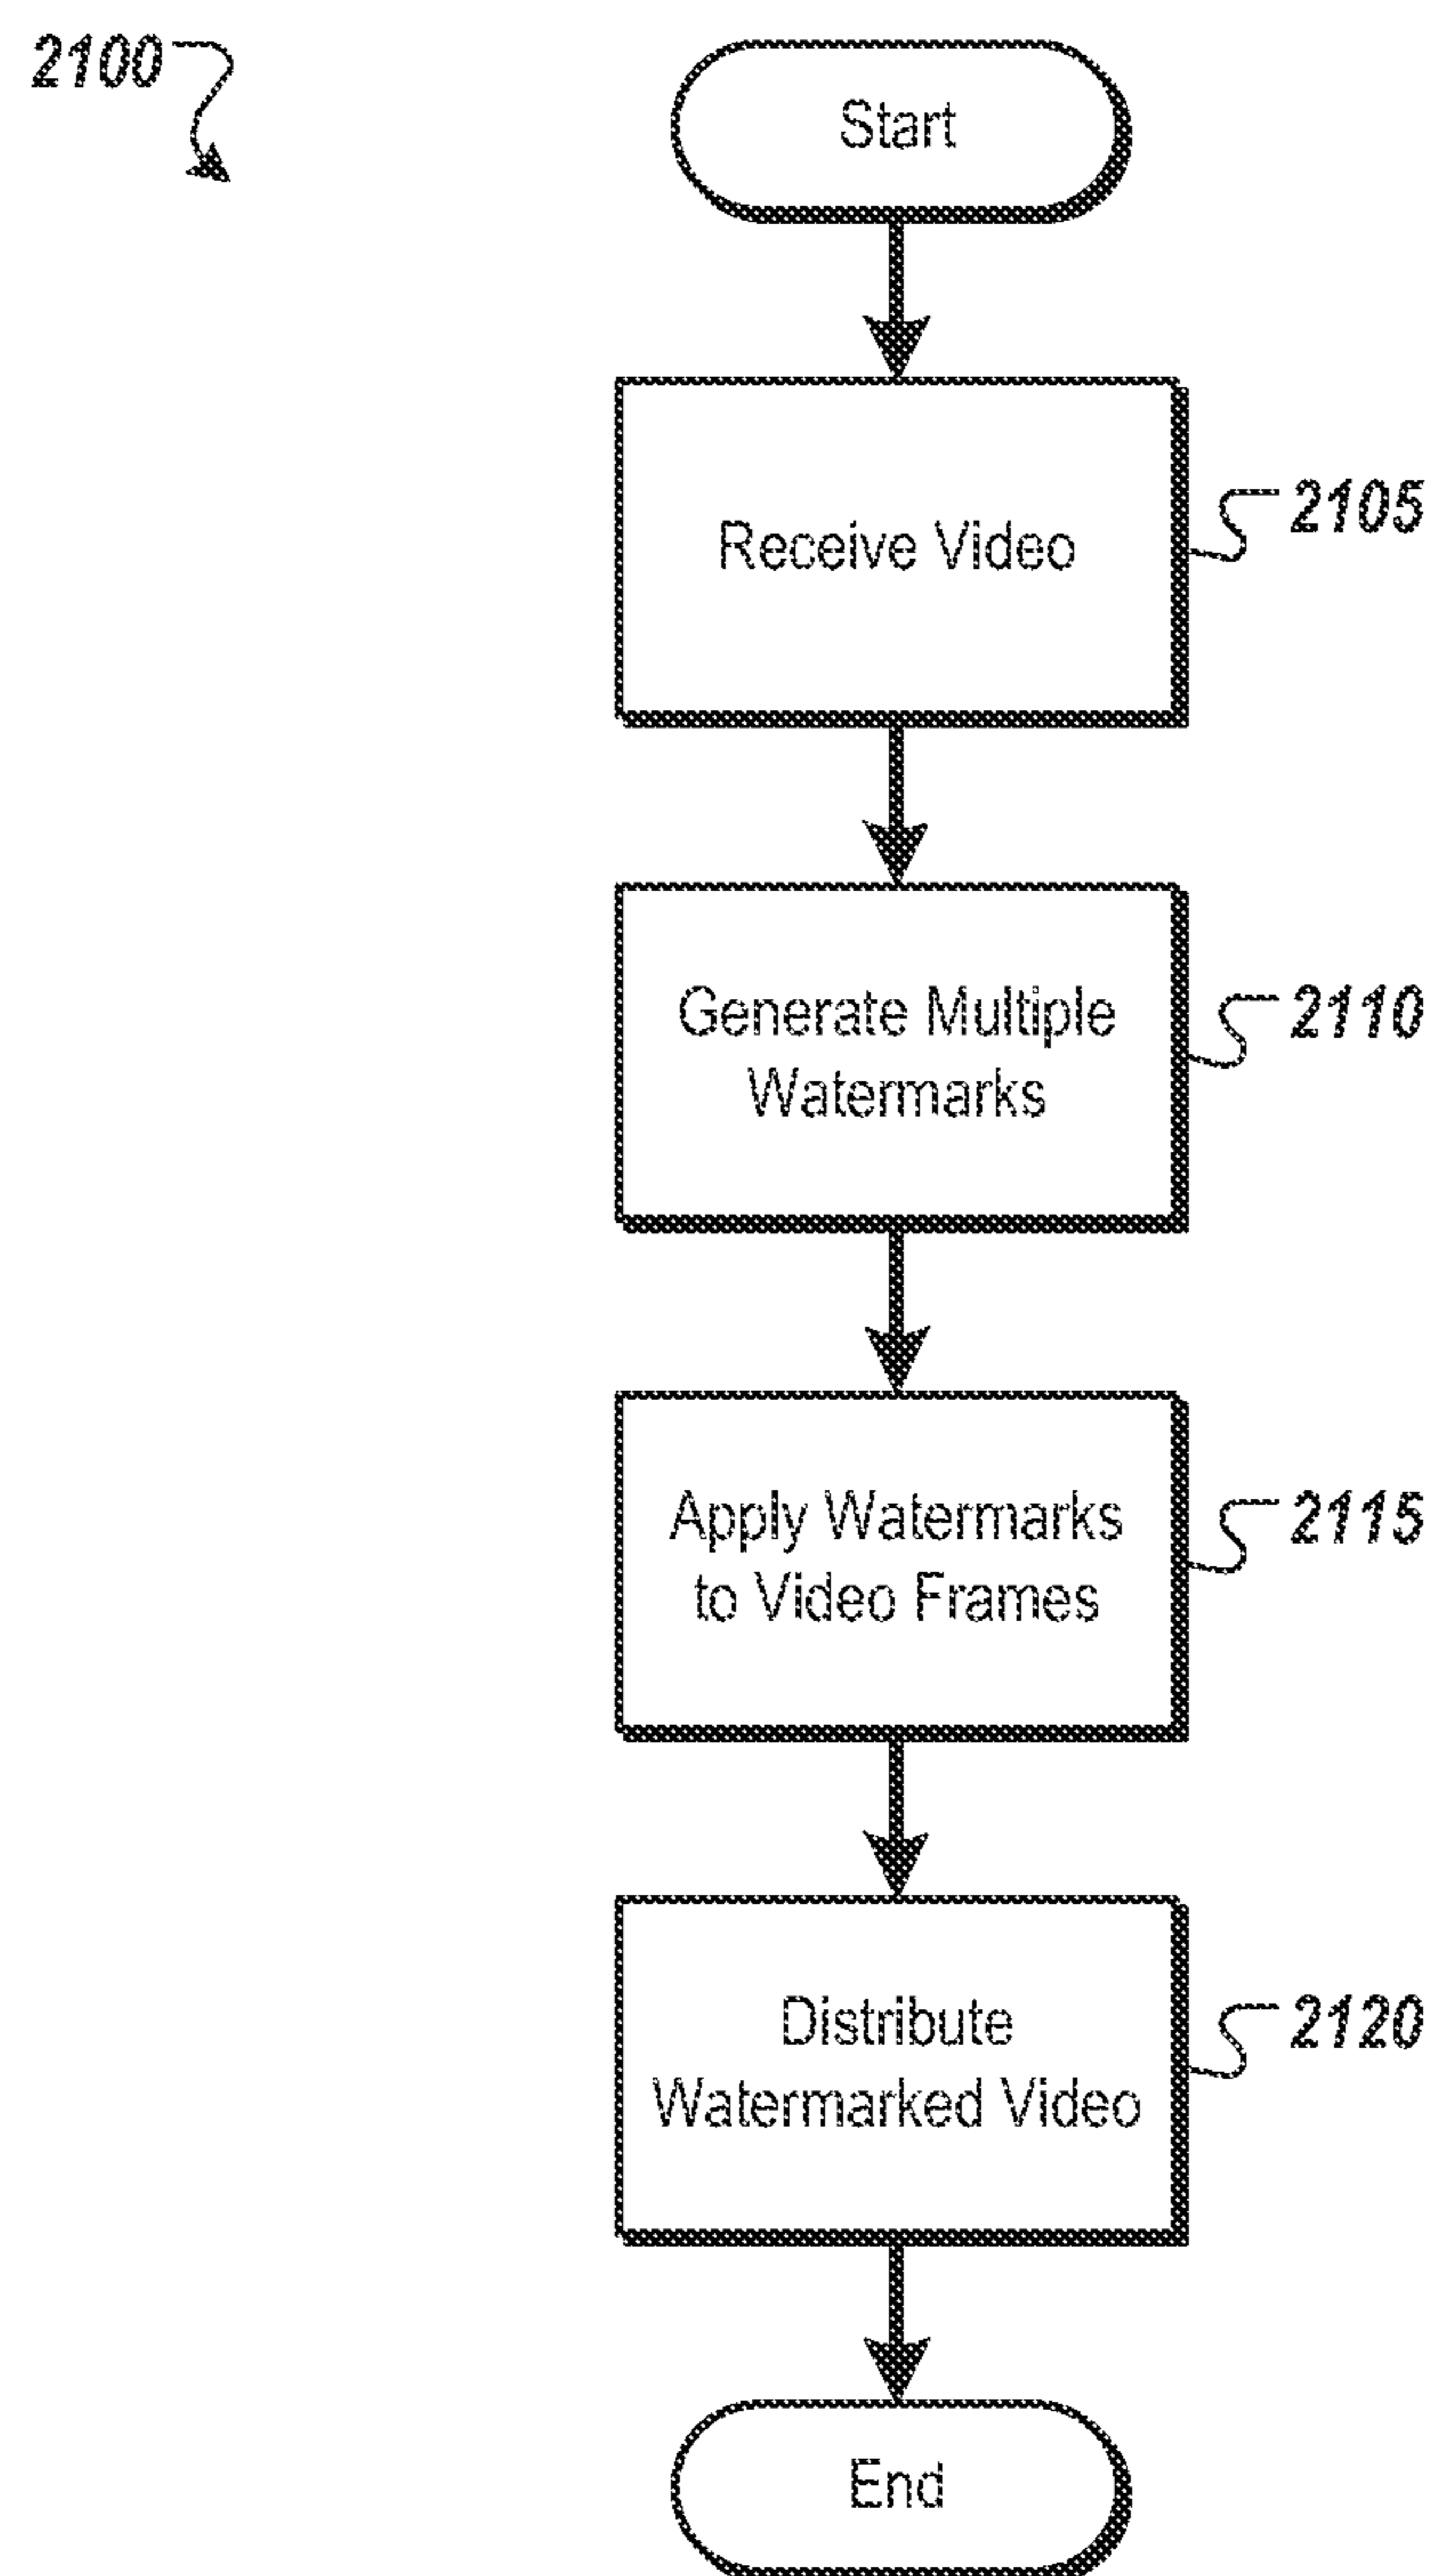 2100
Start
Receive Video
2105
Generate Multiple
Watermarks
2110
Apply Watermarks
to Video Frames
2115
Distribute
Watermarked Video
2120
End